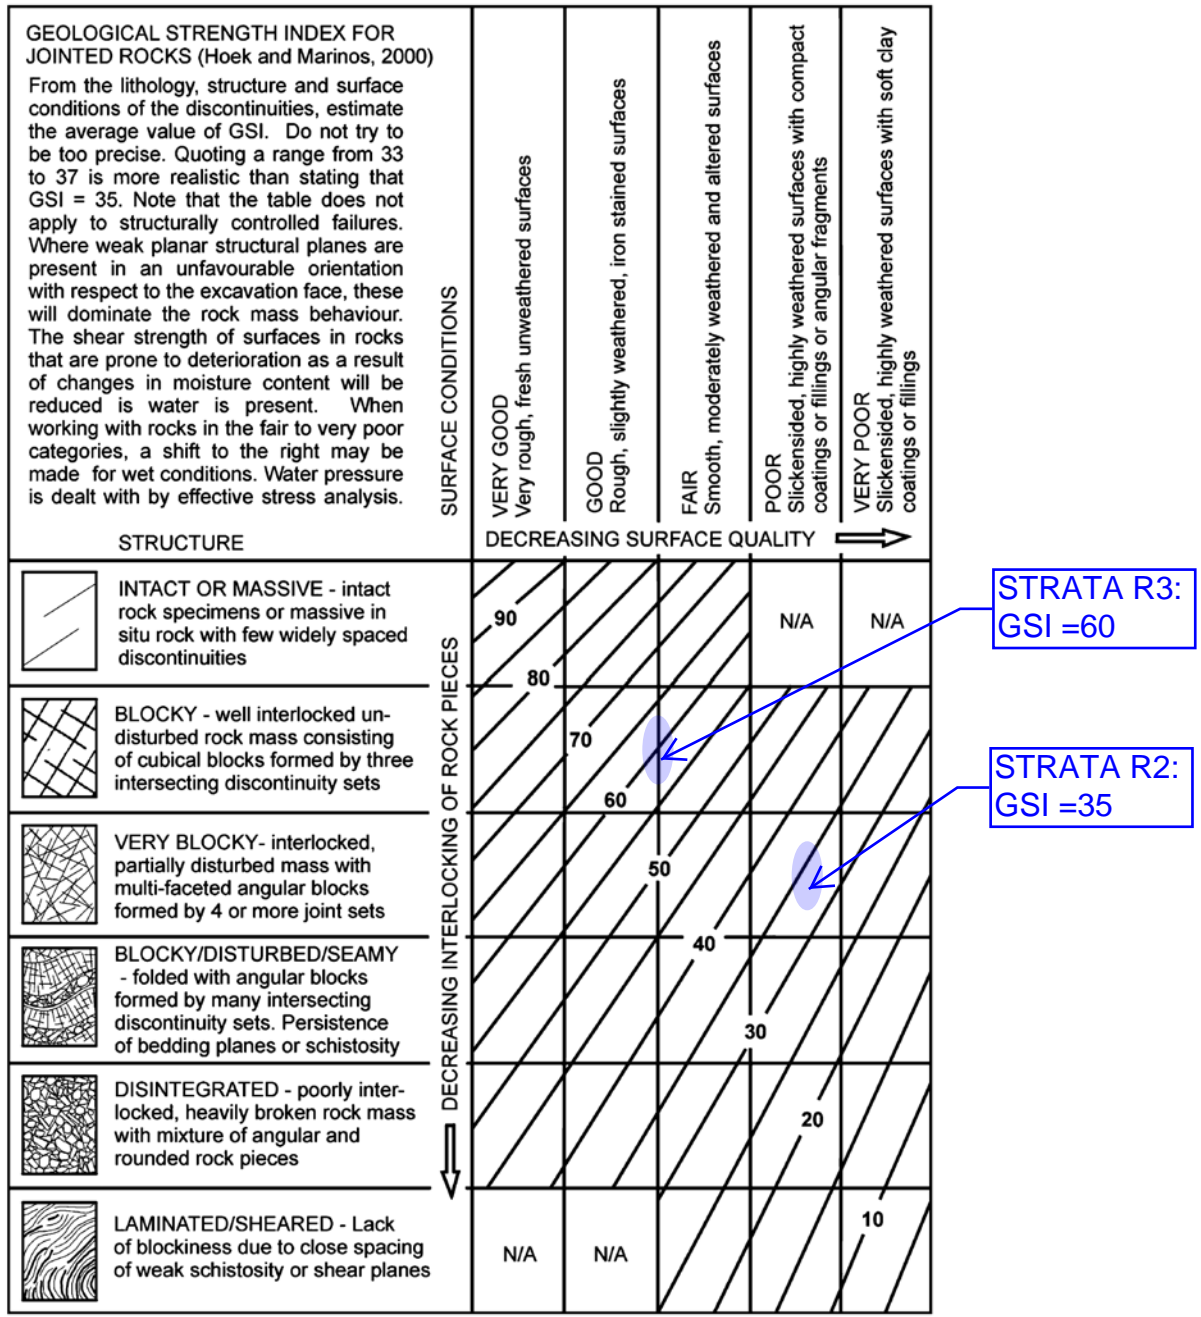 GEOLOGICAL STRENGTH INDEX FOR
JOINTED ROCKS (Hoek and Marinos, 2000)
From the lithology, structure and surface
conditions of the discontinuities, estimate
the average value of GSI. Do not try to
be too precise. Quoting a range from 33
to 37 is more realistic than stating that
GSI = 35. Note that the table does not
apply to structurally controlled failures.
Where weak planar structural planes are
present in an unfavourable orientation
with respect to the excavation face, these
will dominate the rock mass behaviour.
The shear strength of surfaces in rocks
that are prone to deterioration as a result
of changes in moisture content will be
reduced is water is present. When
working with rocks in the fair to very poor
categories, a shift to the right may be
made for wet conditions. Water pressure
is dealt with by effective stress analysis.
STRUCTURE
SURFACE CONDITIONS
VERY GOOD
Very rough, fresh unweathered surfaces
GOOD
Rough, slightly weathered, iron stained surfaces
FAIR
Smooth, moderately weathered and altered surfaces
POOR
Slickensided, highly weathered surfaces with compact
coatings or fillings or angular fragments
VERY POOR
Slickensided, highly weathered surfaces with soft clay
coatings or fillings
DECREASING SURFACE QUALITY
DECREASING INTERLOCKING OF ROCK PIECES
INTACT OR MASSIVE - intact
rock specimens or massive in
situ rock with few widely spaced
discontinuities
BLOCKY - well interlocked un-
disturbed rock mass consisting
of cubical blocks formed by three
intersecting discontinuity sets
VERY BLOCKY- interlocked,
partially disturbed mass with
multi-faceted angular blocks
formed by 4 or more joint sets
BLOCKY/DISTURBED/SEAMY
- folded with angular blocks
formed by many intersecting
discontinuity sets. Persistence
of bedding planes or schistosity
DISINTEGRATED - poorly inter-
locked, heavily broken rock mass
with mixture of angular and
rounded rock pieces
LAMINATED/SHEARED - Lack
of blockiness due to close spacing
of weak schistosity or shear planes
90
N/A
N/A
80
70
60
50
40
30
20
10
N/A
N/A
STRATA R3:
GSI =60
STRATA R2:
GSI =35